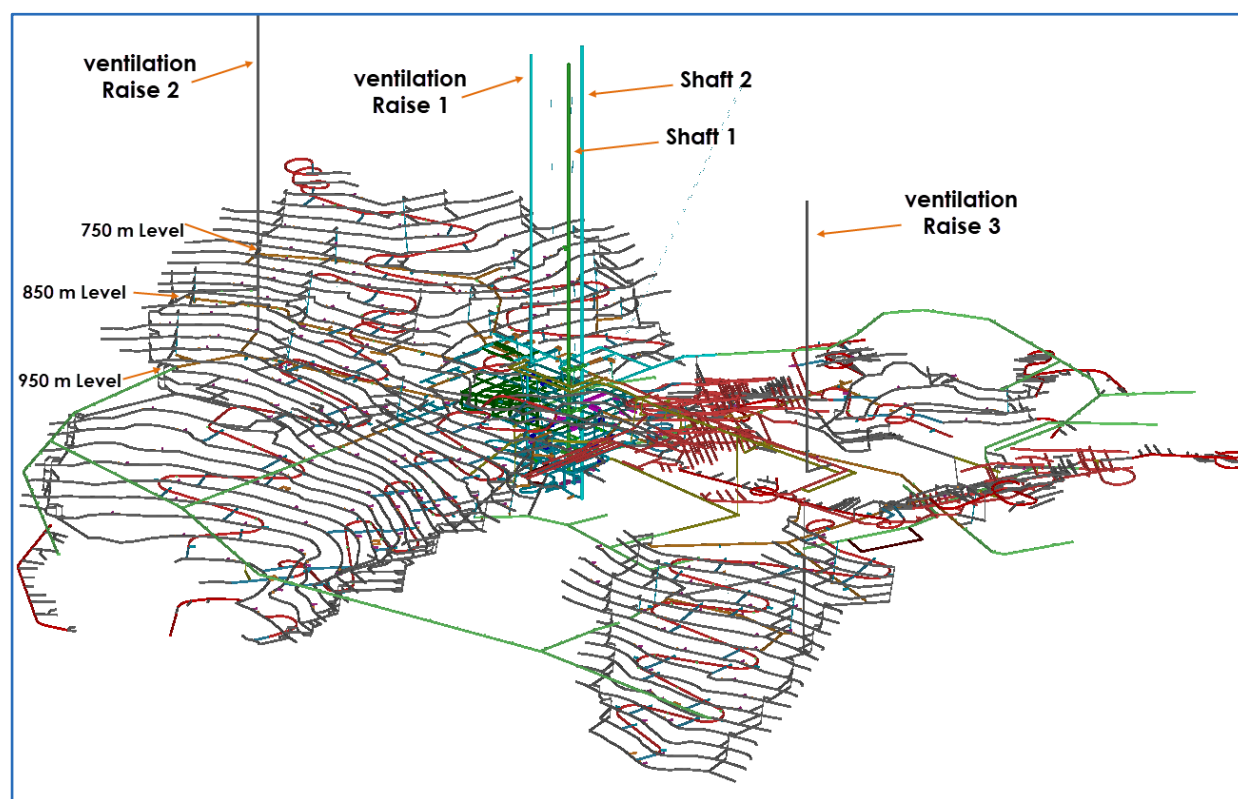 ventilation
Raise 2
ventilation
Raise 1
Shaft 2
Shaft 1
ventilation
Raise 3
750 m Level
850 m Level
950 m Level